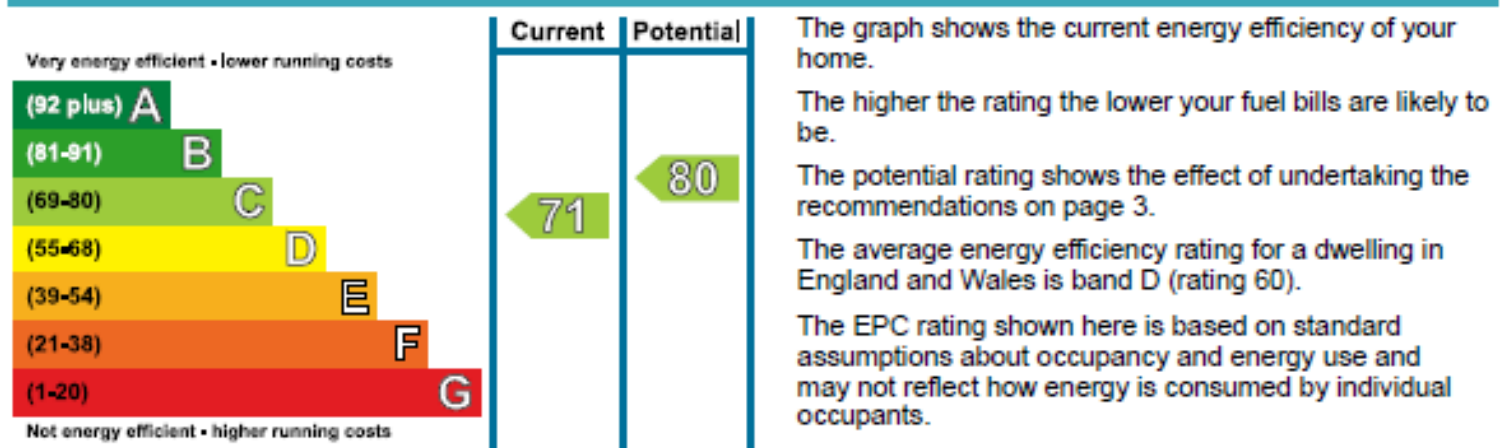 Current
Potential
Very energy efficient - lower running costs
(92 plus) A
(81-91) B
(69-80) C
(55-68) D
(39-54) E
(21-38) F
(1-20) G
Not energy efficient - higher running costs
71
80
The graph shows the current energy efficiency of your
home.
The higher the rating the lower your fuel bills are likely to
be.
The potential rating shows the effect of undertaking the
recommendations on page 3.
The average energy efficiency rating for a dwelling in
England and Wales is band D (rating 60).
The EPC rating shown here is based on standard
assumptions about occupancy and energy use and
may not reflect how energy is consumed by individual
occupants.